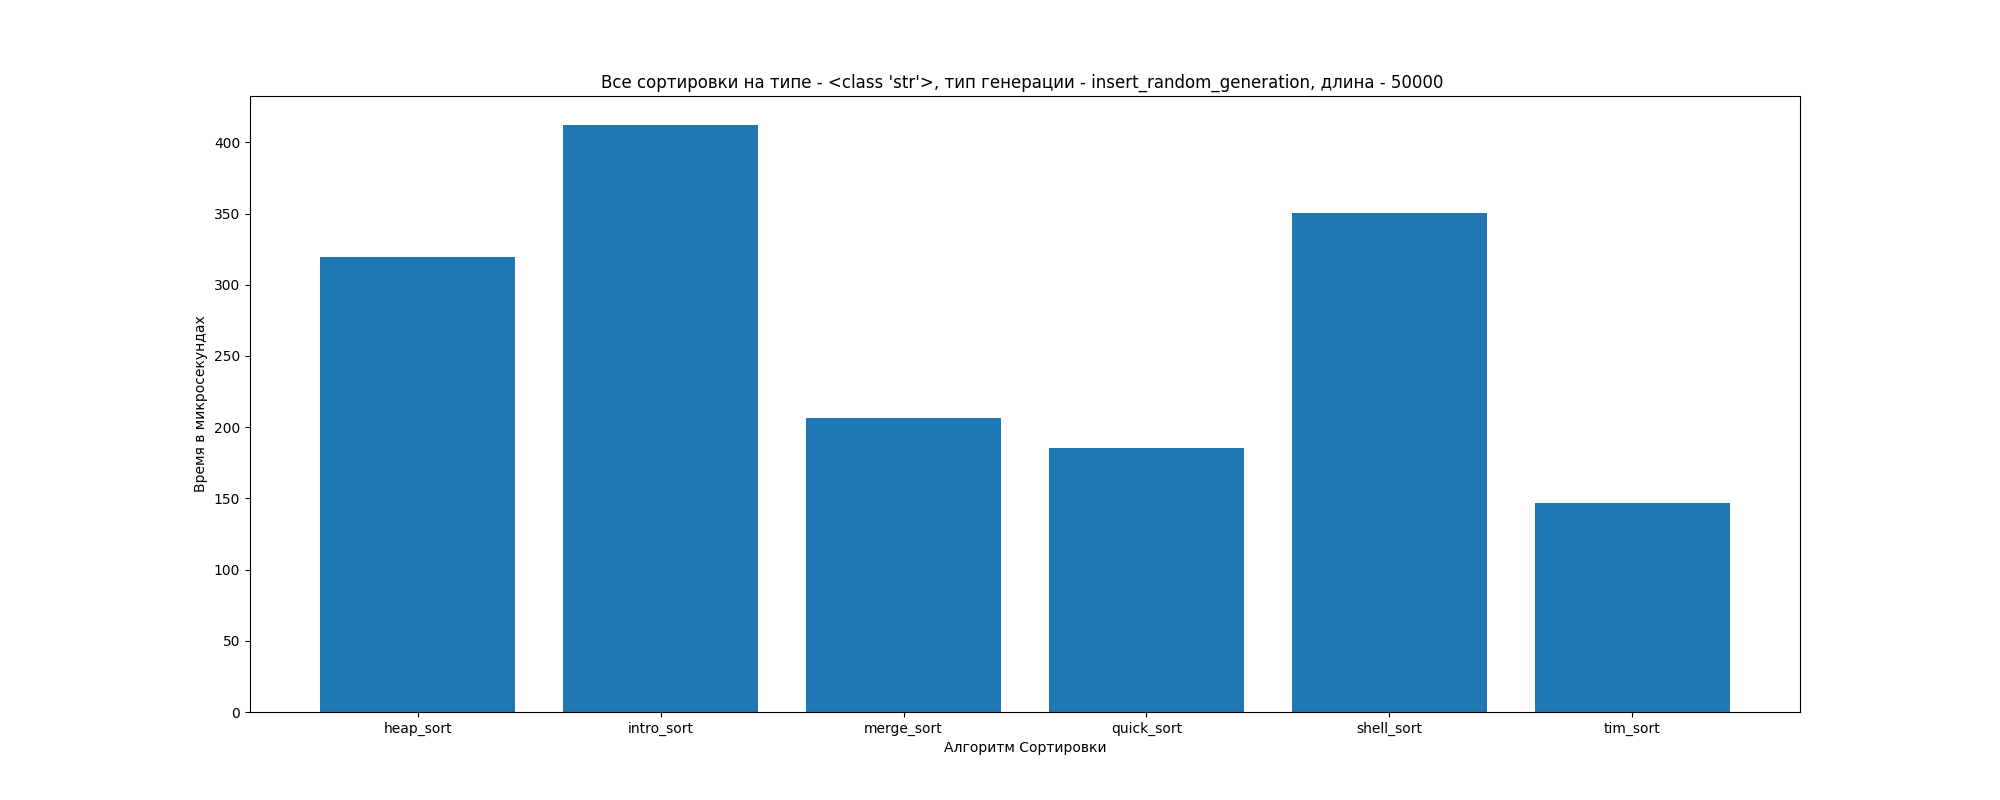 Все сортировки на типе - <class 'str'>, тип генерации - insert_random_generation, длина - 50000
400
350
300
250
200
150
100
50
0
Время в микросекундах
heap_sort intro_sort merge_sort quick_sort shell_sort tim_sort
Алгоритм Сортировки